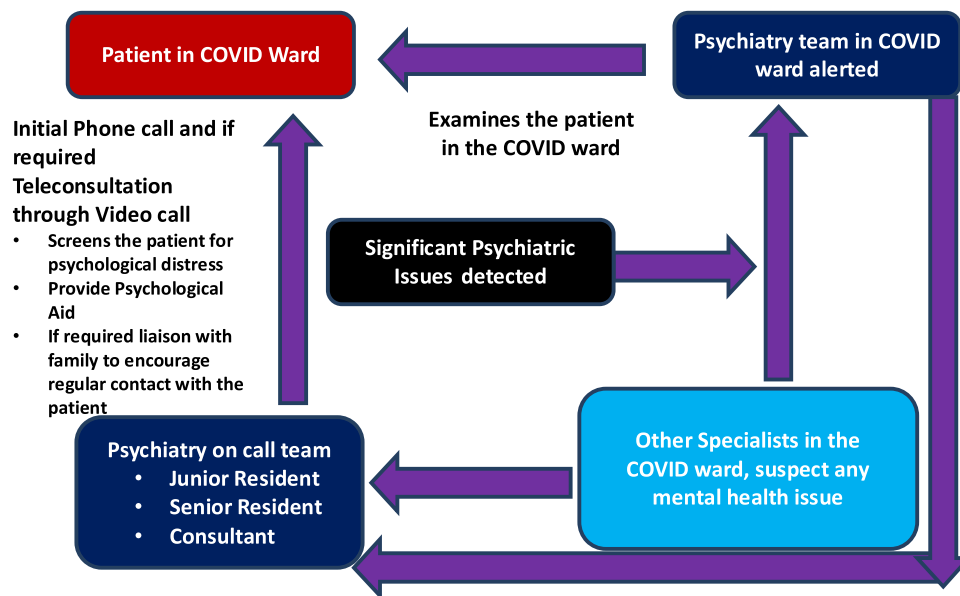 Patient in COVID Ward
Psychiatry team in COVID
ward alerted
Examines the patient
in the COVID ward
Initial Phone call and if
required
Teleconsultation
through Video call
• Screens the patient for
psychological distress
• Provide Psychological
Aid
• If required liaison with
family to encourage
regular contact with the
patient
Significant Psychiatric
Issues detected
Psychiatry on call team
• Junior Resident
• Senior Resident
• Consultant
Other Specialists in the
COVID ward, suspect any
mental health issue